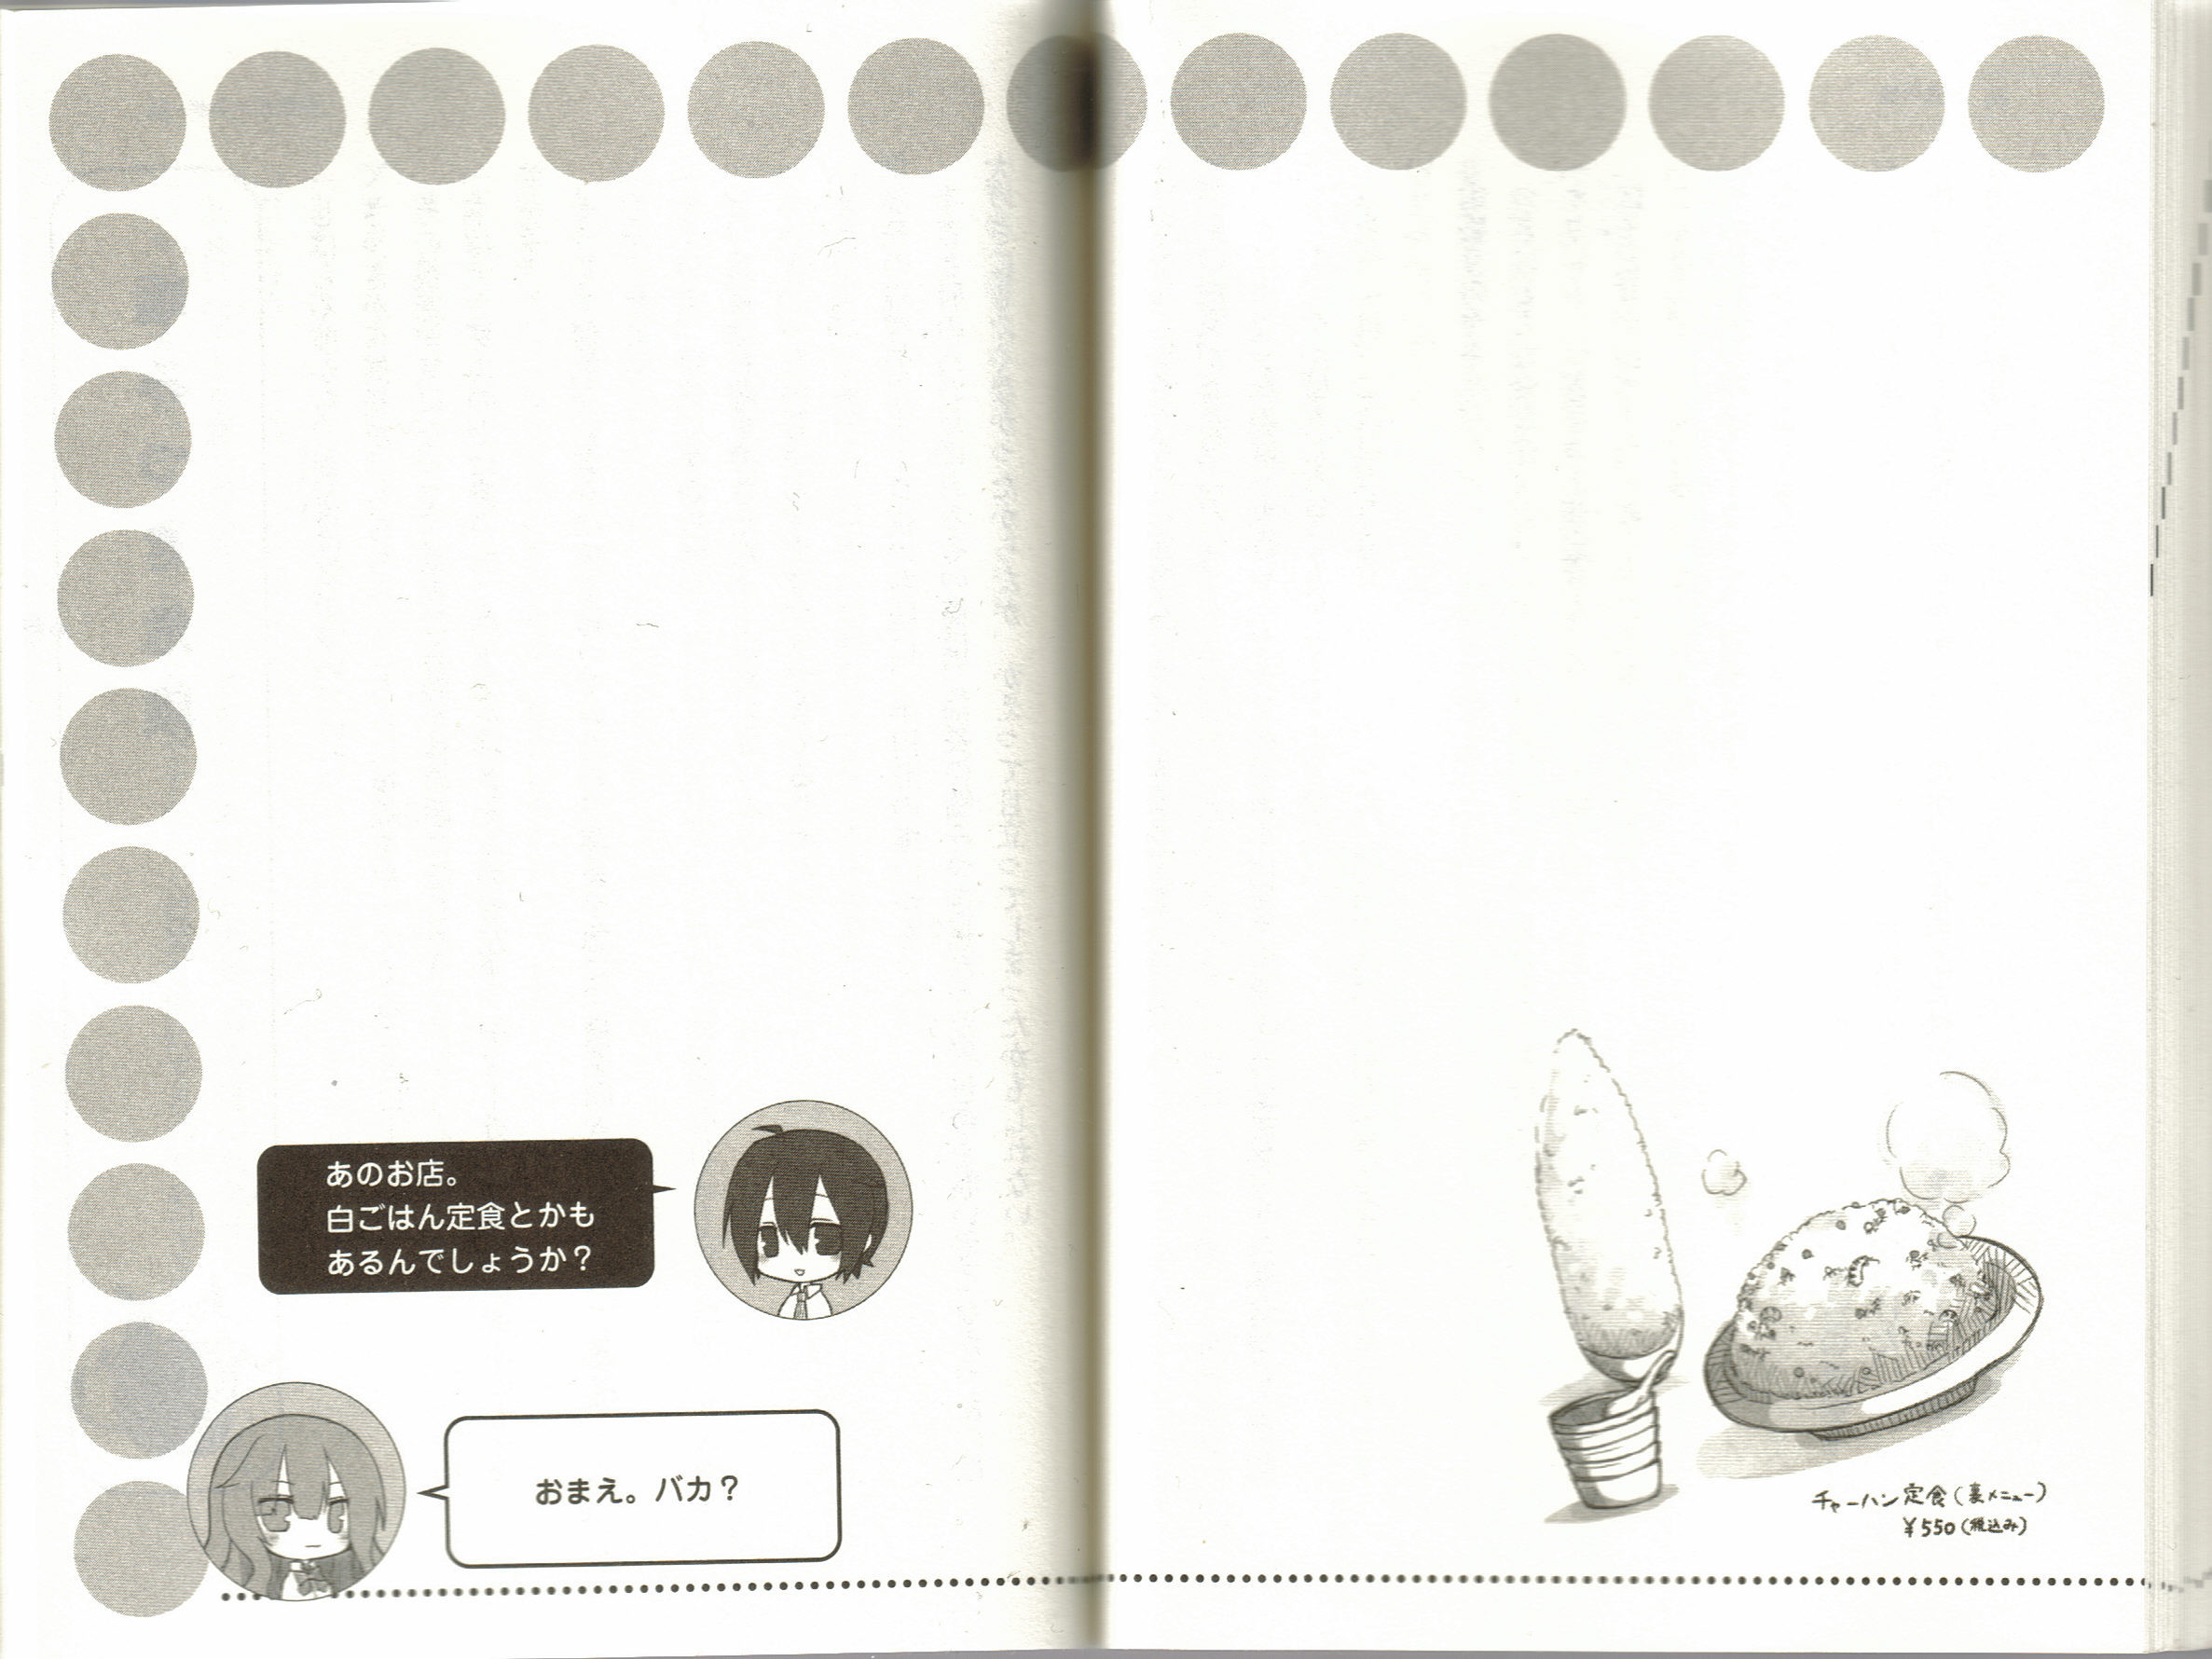 あのお店。
白ごはん定食とかも
あるんでしょうか？
おまえ。バカ？
チャーハン定食（裏メニュー）
¥550（税込み）